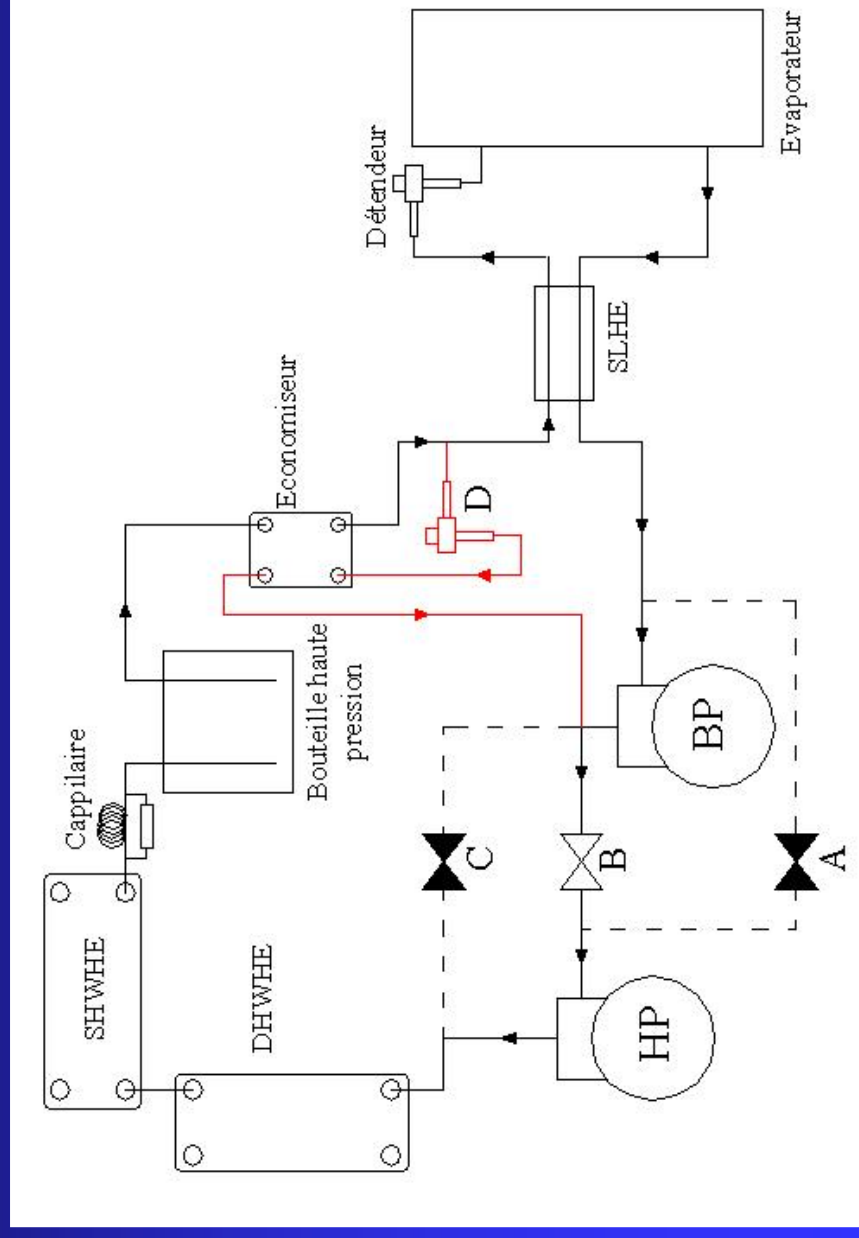 SHWHE
Cappilaire
Bouteille haute
pression
Economiseur
Détendeur
Evaporateur
DHWHE
C
B
A
D
SLHE
HP
BP